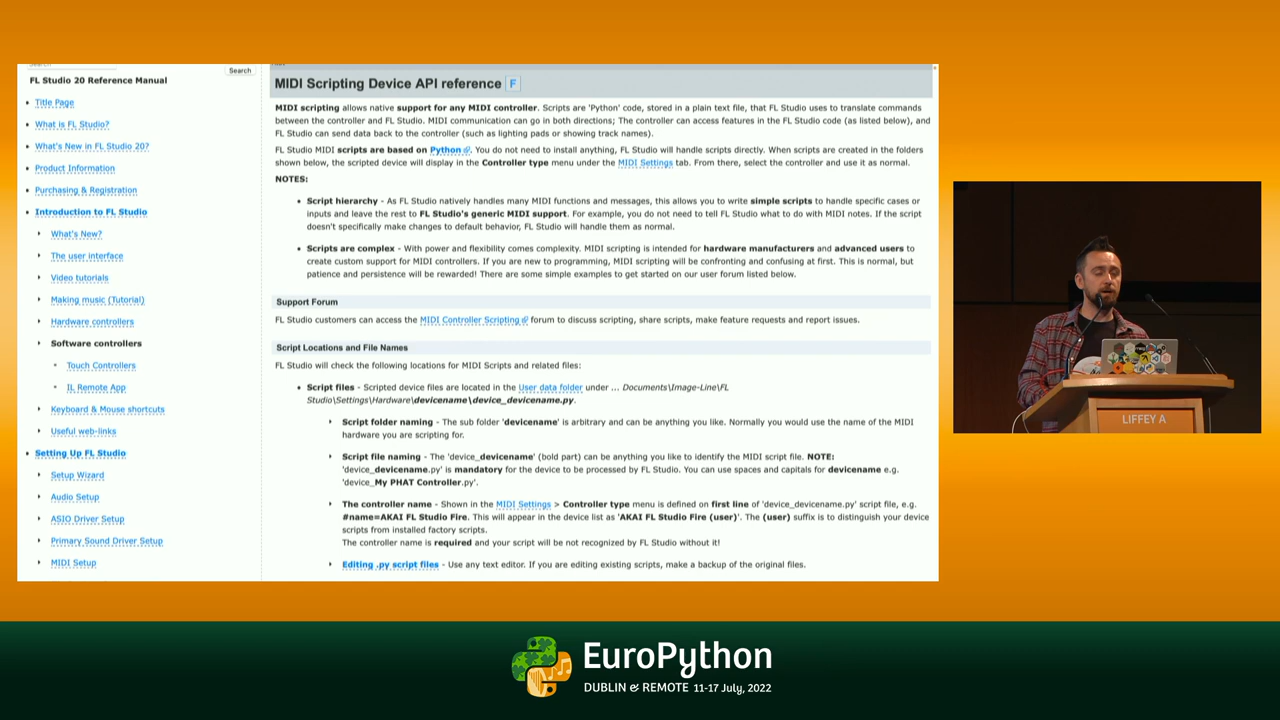 Search
Search
FL Studio 20 Reference Manual
Title Page
What is FL Studio?
What's New in FL Studio 20?
Product Information
Purchasing & Registration
Introduction to FL Studio
What's New?
The user interface
Video tutorials
Making music (Tutorial)
Hardware controllers
Software controllers
Touch Controllers
IL Remote App
Keyboard & Mouse shortcuts
Useful web-links
Setting Up FL Studio
Setup Wizard
Audio Setup
ASIO Driver Setup
Primary Sound Driver Setup
MIDI Setup
MIDI Scripting Device API reference F
MIDI scripting allows native support for any MIDI controller. Scripts are 'Python' code, stored in a plain text file, that FL Studio uses to translate commands
between the controller and FL Studio. MIDI communication can go in both directions; The controller can access features in the FL Studio code (as listed below), and
FL Studio can send data back to the controller (such as lighting pads or showing track names).
FL Studio MIDI scripts are based on Python. You do not need to install anything, FL Studio will handle scripts directly. When scripts are created in the folders
shown below, the scripted device will display in the Controller type menu under the MIDI Settings tab. From there, select the controller and use it as normal.
NOTES:
Script hierarchy - As FL Studio natively handles many MIDI functions and messages, this allows you to write simple scripts to handle specific cases or
inputs and leave the rest to FL Studio's generic MIDI support. For example, you do not need to tell FL Studio what to do with MIDI notes. If the script
doesn't specifically make changes to default behavior, FL Studio will handle them as normal.
Scripts are complex - With power and flexibility comes complexity. MIDI scripting is intended for hardware manufacturers and advanced users to
create custom support for MIDI controllers. If you are new to programming, MIDI scripting will be confronting and confusing at first. This is normal, but
patience and persistence will be rewarded! There are some simple examples to get started on our user forum listed below.
Support Forum
FL Studio customers can access the MIDI Controller Scripting forum to discuss scripting, share scripts, make feature requests and report issues.
Script Locations and File Names
FL Studio will check the following locations for MIDI Scripts and related files:
Script files - Scripted device files are located in the User data folder under ... Documents\Image-Line\FL
Studio\Settings\Hardware\devicename\device_devicename.py.
Script folder naming - The sub folder 'devicename' is arbitrary and can be anything you like. Normally you would use the name of the MIDI
hardware you are scripting for.
Script file naming - The 'device_devicename' (bold part) can be anything you like to identify the MIDI script file. NOTE:
'device_devicename.py' is mandatory for the device to be processed by FL Studio. You can use spaces and capitals for devicename e.g.
'device_My PHAT Controller.py'.
The controller name - Shown in the MIDI Settings > Controller type menu is defined on first line of 'device_devicename.py' script file, e.g.
#name=AKAI FL Studio Fire. This will appear in the device list as 'AKAI FL Studio Fire (user)'. The (user) suffix is to distinguish your device
scripts from installed factory scripts.
The controller name is required and your script will be not recognized by FL Studio without it!
Editing .py script files - Use any text editor. If you are editing existing scripts, make a backup of the original files.
LIFFEY A
EuroPython
DUBLIN & REMOTE 11-17 July, 2022